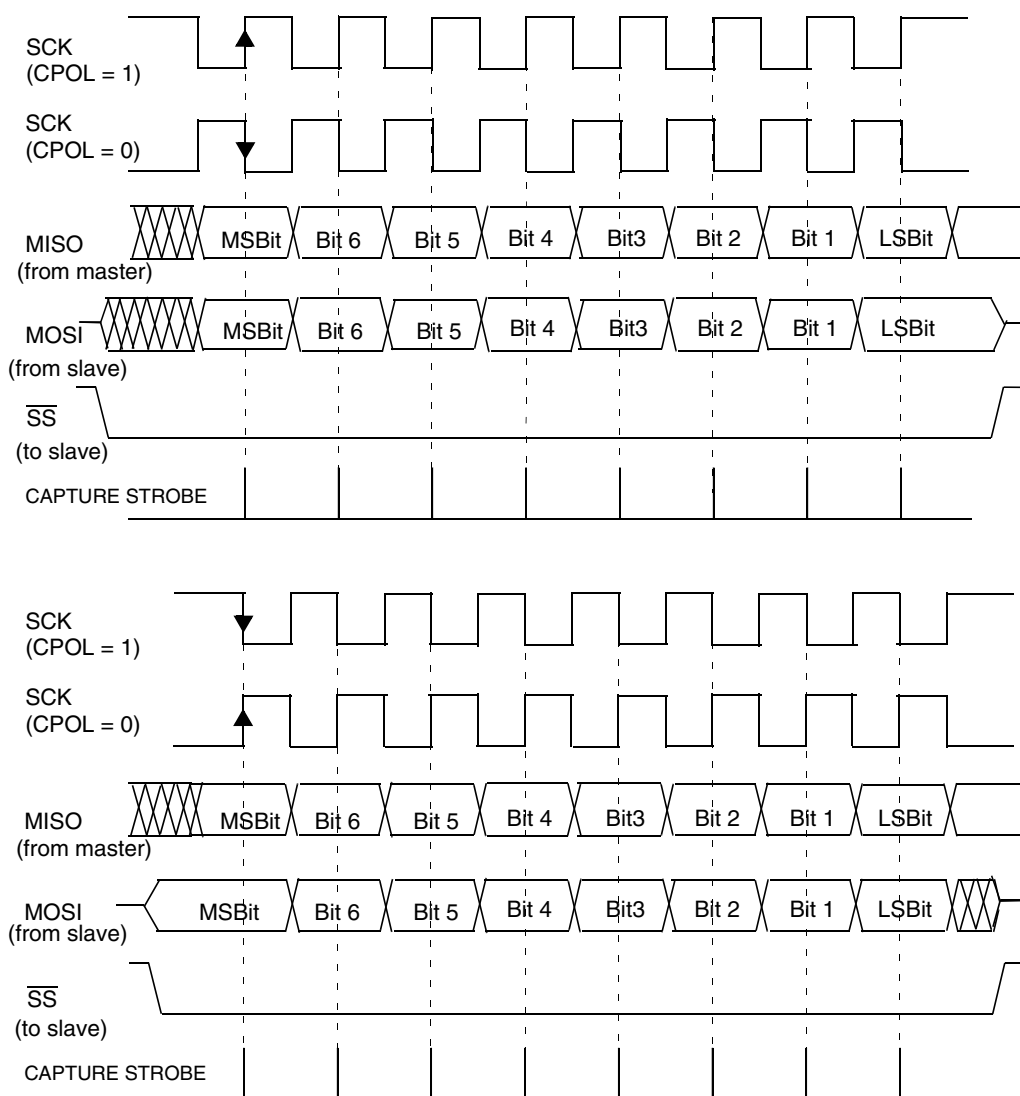 SCK
(CPOL = 1)
SCK
(CPOL = 0)
MISO
(from master)
MSBit Bit 6 Bit 5 Bit 4 Bit3 Bit 2 Bit 1 LSBit
MOSI
(from slave)
MSBit Bit 6 Bit 5 Bit 4 Bit3 Bit 2 Bit 1 LSBit
SS
(to slave)
CAPTURE STROBE
SCK
(CPOL = 1)
SCK
(CPOL = 0)
MISO
(from master)
MSBit Bit 6 Bit 5 Bit 4 Bit3 Bit 2 Bit 1 LSBit
MOSI
(from slave)
MSBit Bit 6 Bit 5 Bit 4 Bit3 Bit 2 Bit 1 LSBit
SS
(to slave)
CAPTURE STROBE